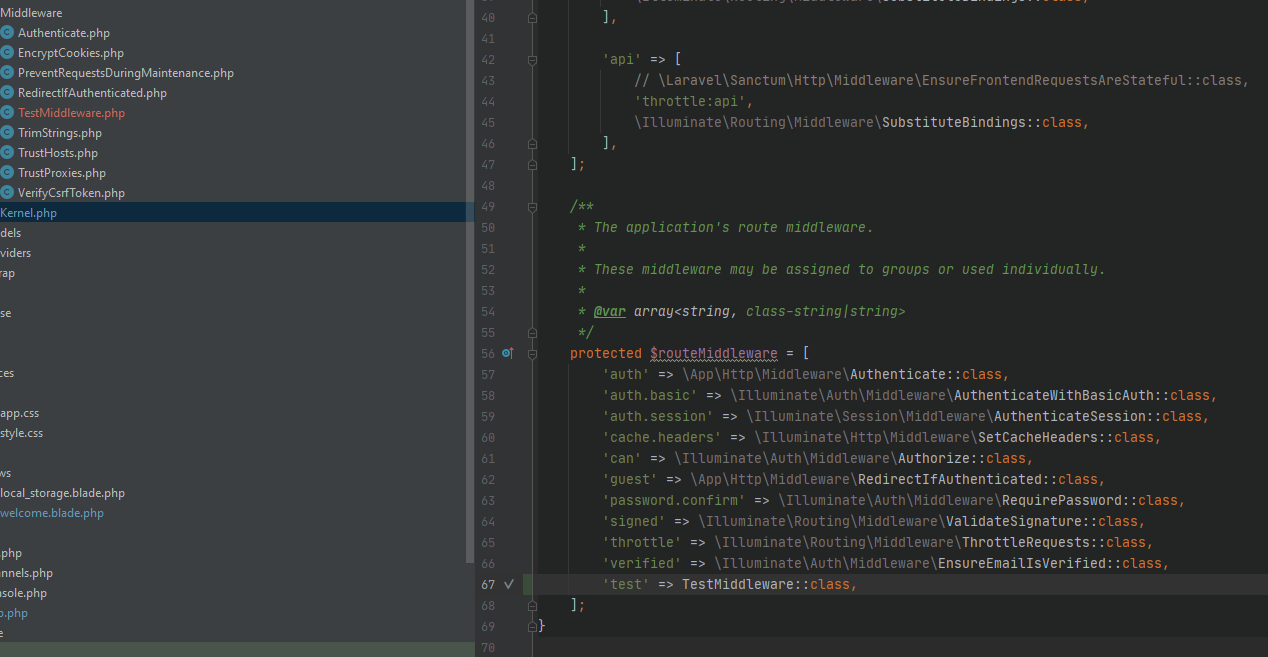 Middleware
Authenticate.php
EncryptCookies.php
PreventRequestsDuringMaintenance.php
RedirectIfAuthenticated.php
TestMiddleware.php
TrimStrings.php
TrustHosts.php
TrustProxies.php
VerifyCsrfToken.php
Kernel.php
dels
viders
rap
se
ces
app.css
style.css
ws
local_storage.blade.php
welcome.blade.php
.php
nnels.php
nsole.php
o.php
e
40 ],
41
42 'api' => [
43 // \Laravel\Sanctum\Http\Middleware\EnsureFrontendRequestsAreStateful::class,
44 'throttle:api',
45 \Illuminate\Routing\Middleware\SubstituteBindings::class,
46 ],
47 ];
48
49 /**
50 * The application's route middleware.
51 *
52 * These middleware may be assigned to groups or used individually.
53 *
54 * @var array<string, class-string|string>
55 */
56 protected $routeMiddleware = [
57 'auth' => \App\Http\Middleware\Authenticate::class,
58 'auth.basic' => \Illuminate\Auth\Middleware\AuthenticateWithBasicAuth::class,
59 'auth.session' => \Illuminate\Session\Middleware\AuthenticateSession::class,
60 'cache.headers' => \Illuminate\Http\Middleware\SetCacheHeaders::class,
61 'can' => \Illuminate\Auth\Middleware\Authorize::class,
62 'guest' => \App\Http\Middleware\RedirectIfAuthenticated::class,
63 'password.confirm' => \Illuminate\Auth\Middleware\RequirePassword::class,
64 'signed' => \Illuminate\Routing\Middleware\ValidateSignature::class,
65 'throttle' => \Illuminate\Routing\Middleware\ThrottleRequests::class,
66 'verified' => \Illuminate\Auth\Middleware\EnsureEmailIsVerified::class,
67 'test' => TestMiddleware::class,
68 ];
69 }
70